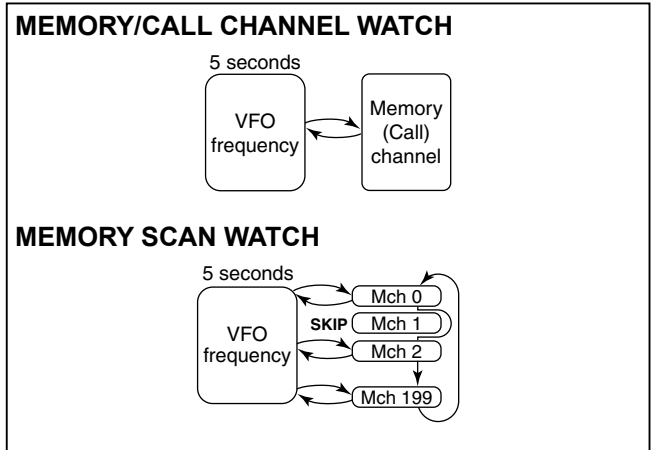 MEMORY/CALL CHANNEL WATCH
5 seconds
VFO
frequency
Memory
(Call)
channel
MEMORY SCAN WATCH
5 seconds
VFO
frequency
Mch 0
SKIP Mch 1
Mch 2
Mch 199